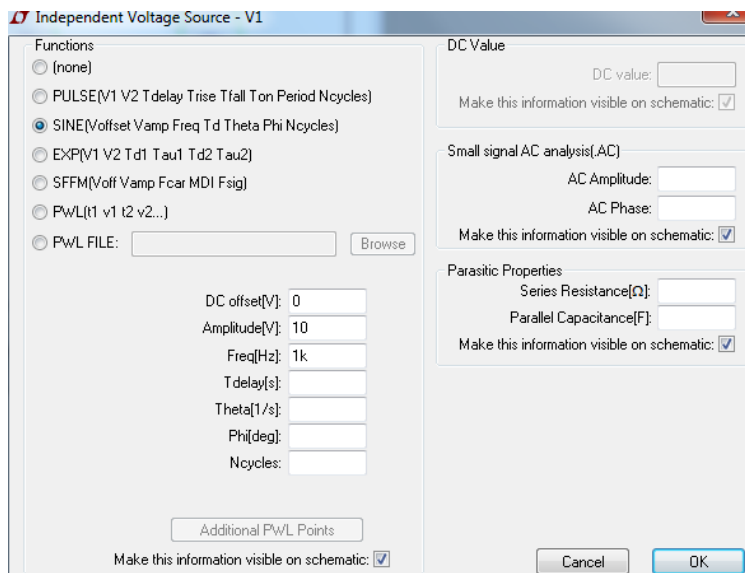 Independent Voltage Source - V1
Functions
(none)
PULSE(V1 V2 Tdelay Trise Tfall Ton Period Ncycles)
SINE(Voffset Vamp Freq Td Theta Phi Ncycles)
EXP(V1 V2 Td1 Tau1 Td2 Tau2)
SFFM(Voff Vamp Fcar MDI Fsig)
PWL(t1 v1 t2 v2...)
PWL FILE: Browse
DC offset[V]: 0
Amplitude[V]: 10
Freq[Hz]: 1k
Tdelay[s]:
Theta[1/s]:
Phi[deg]:
Ncycles:
Additional PWL Points
Make this information visible on schematic:
DC Value
DC value:
Make this information visible on schematic:
Small signal AC analysis(.AC)
AC Amplitude:
AC Phase:
Make this information visible on schematic:
Parasitic Properties
Series Resistance[Ω]:
Parallel Capacitance[F]:
Make this information visible on schematic:
Cancel OK